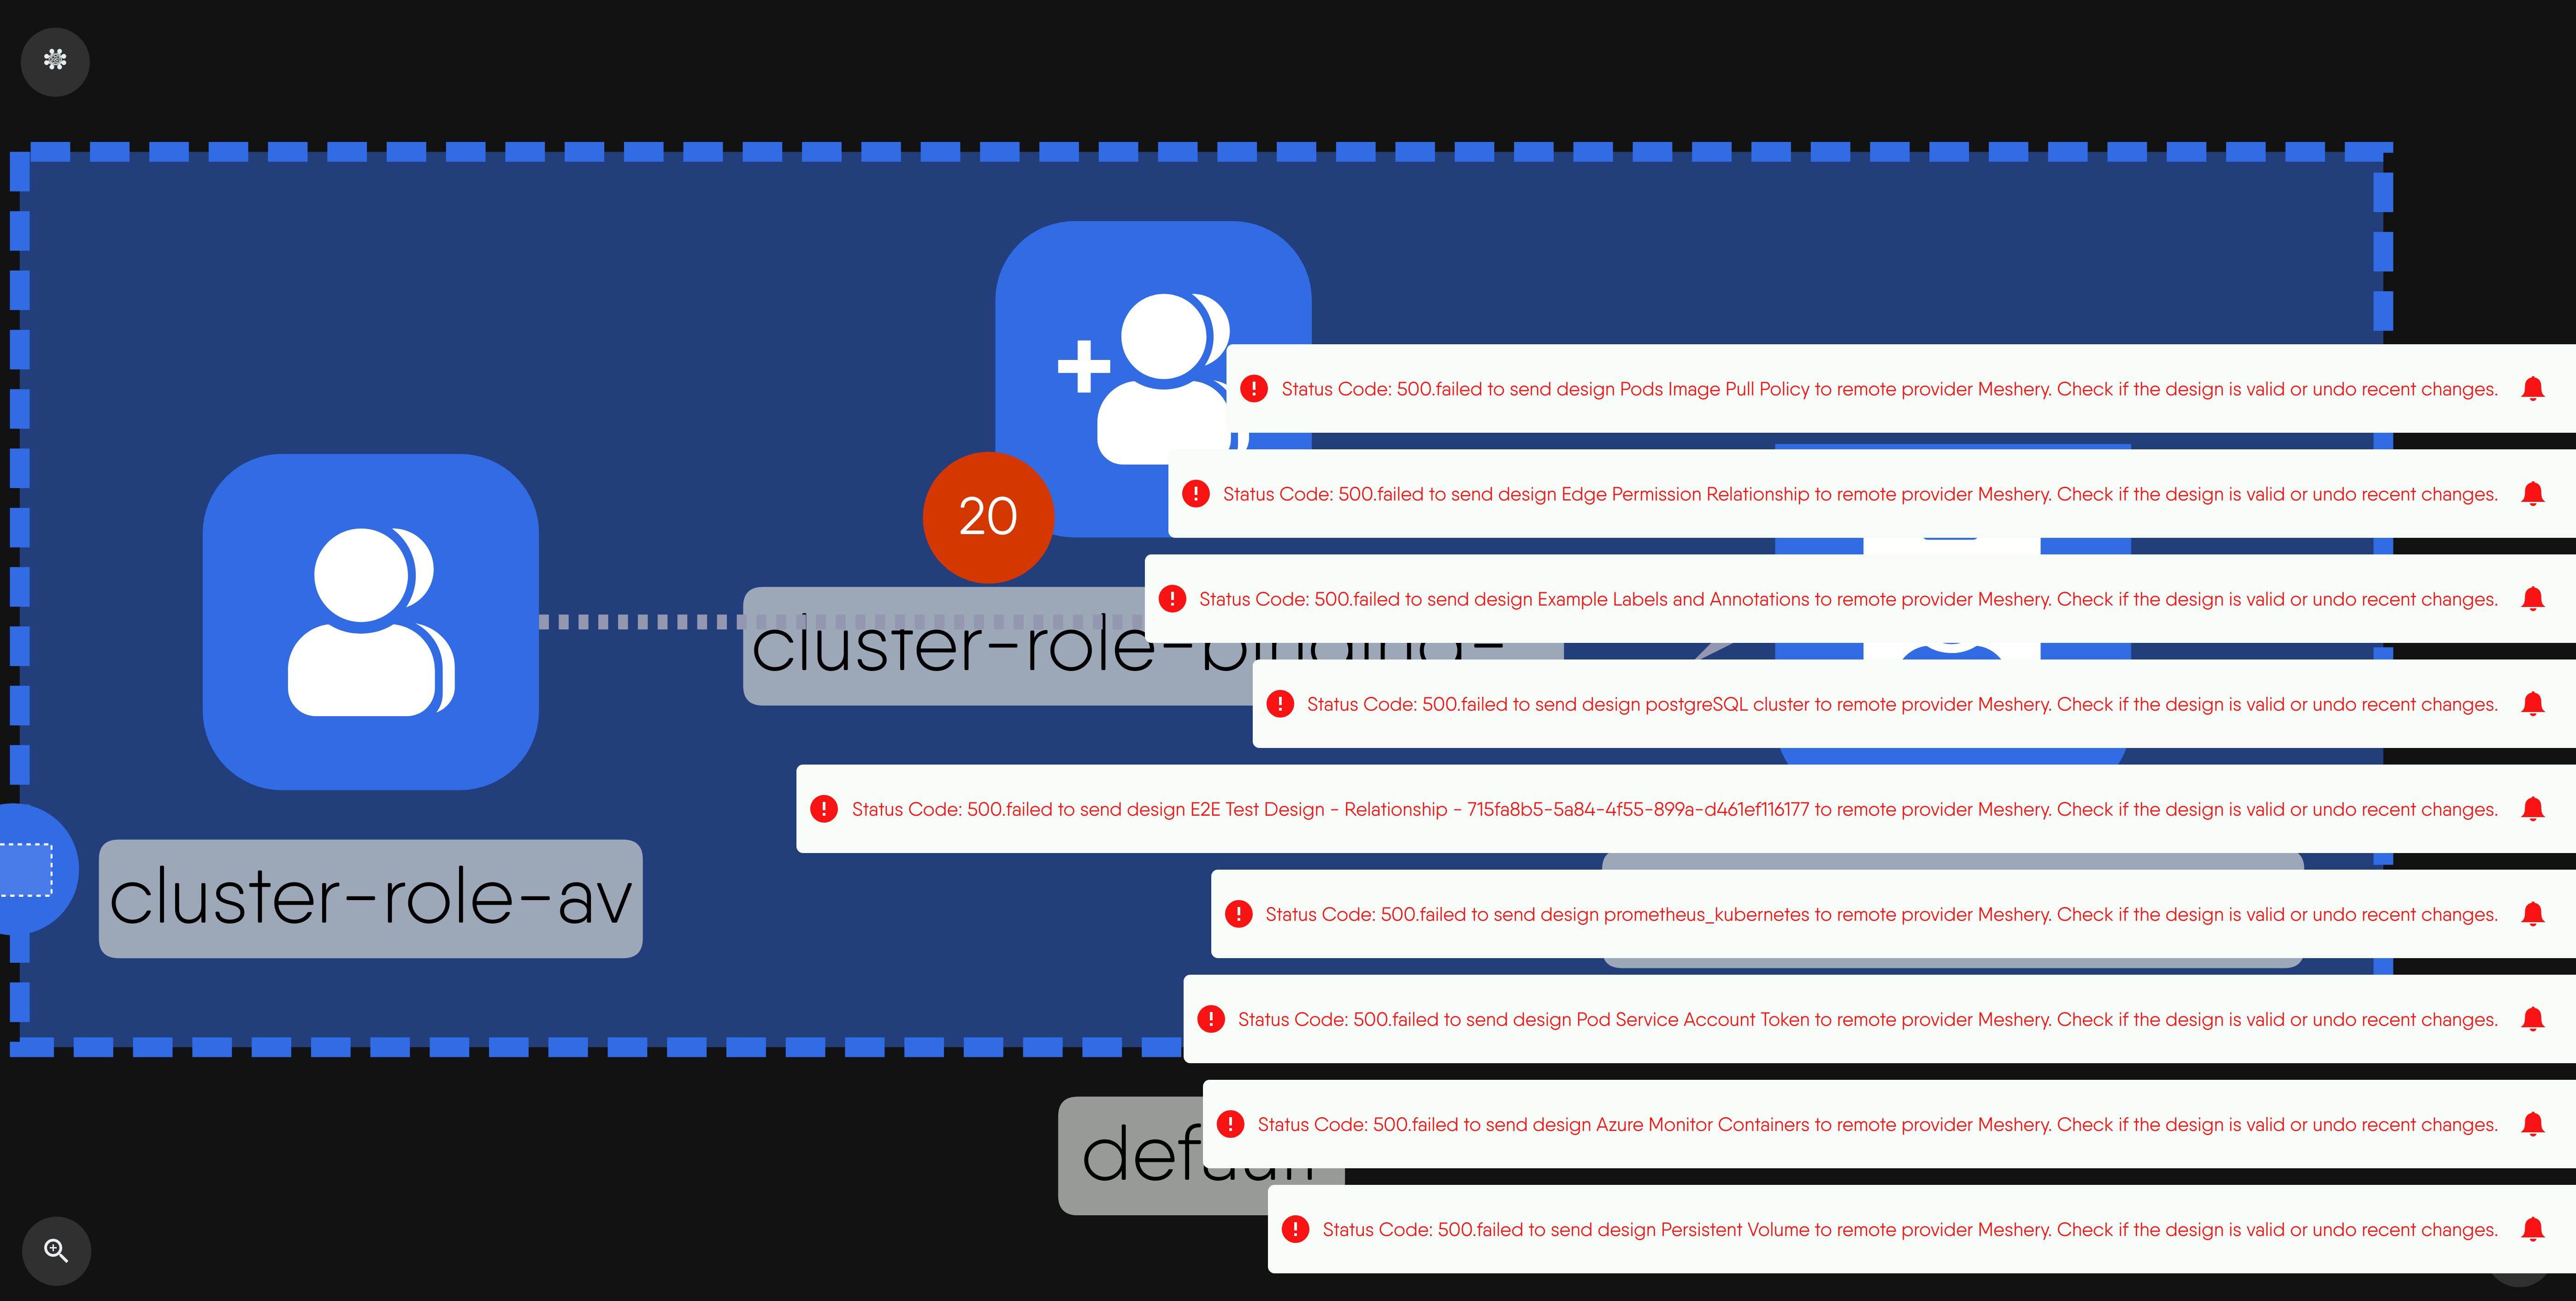 Status Code: 500.failed to send design Pods Image Pull Policy to remote provider Meshery. Check if the design is valid or undo recent changes.
Status Code: 500.failed to send design Edge Permission Relationship to remote provider Meshery. Check if the design is valid or undo recent changes.
20
Status Code: 500.failed to send design Example Labels and Annotations to remote provider Meshery. Check if the design is valid or undo recent changes.
cluster-role-binding-
Status Code: 500.failed to send design postgreSQL cluster to remote provider Meshery. Check if the design is valid or undo recent changes.
Status Code: 500.failed to send design E2E Test Design - Relationship - 715fa8b5-5a84-4f55-899a-d461ef116177 to remote provider Meshery. Check if the design is valid or undo recent changes.
cluster-role-av
Status Code: 500.failed to send design prometheus_kubernetes to remote provider Meshery. Check if the design is valid or undo recent changes.
Status Code: 500.failed to send design Pod Service Account Token to remote provider Meshery. Check if the design is valid or undo recent changes.
Status Code: 500.failed to send design Azure Monitor Containers to remote provider Meshery. Check if the design is valid or undo recent changes.
default
Status Code: 500.failed to send design Persistent Volume to remote provider Meshery. Check if the design is valid or undo recent changes.